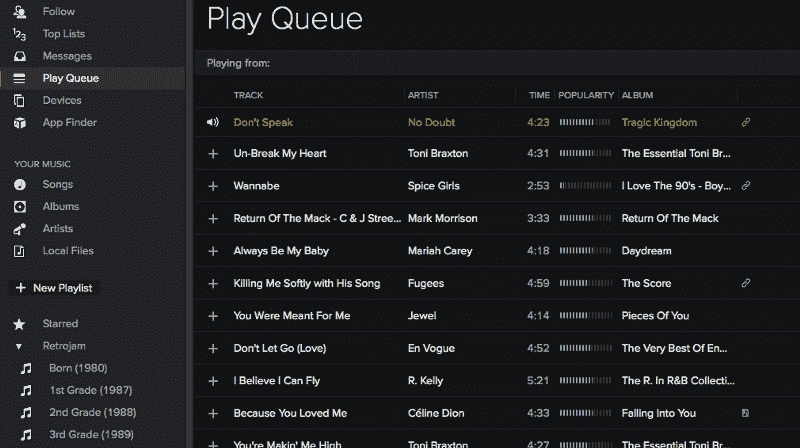 Follow
Top Lists
Messages
Play Queue
Devices
App Finder
YOUR MUSIC
Songs
Albums
Artists
Local Files
+ New Playlist
Starred
Retrojam
Born (1980)
1st Grade (1987)
2nd Grade (1988)
3rd Grade (1989)
Play Queue
Playing from:
TRACK ARTIST TIME POPULARITY ALBUM
Don't Speak No Doubt 4:23 Tragic Kingdom
+ Un-Break My Heart Toni Braxton 4:31 The Essential Toni Br...
+ Wannabe Spice Girls 2:53 I Love The 90's - Boy...
+ Return Of The Mack - C & J Stree... Mark Morrison 3:33 Return Of The Mack
+ Always Be My Baby Mariah Carey 4:18 Daydream
+ Killing Me Softly with His Song Fugees 4:59 The Score
+ You Were Meant For Me Jewel 4:14 Pieces Of You
+ Don't Let Go (Love) En Vogue 4:52 The Very Best Of En...
+ I Believe I Can Fly R. Kelly 5:21 The R. In R&B Collecti...
+ Because You Loved Me Céline Dion 4:33 Falling Into You
+ You're Makin' Me High Toni Braxton 4:27 The Essential Toni Br...